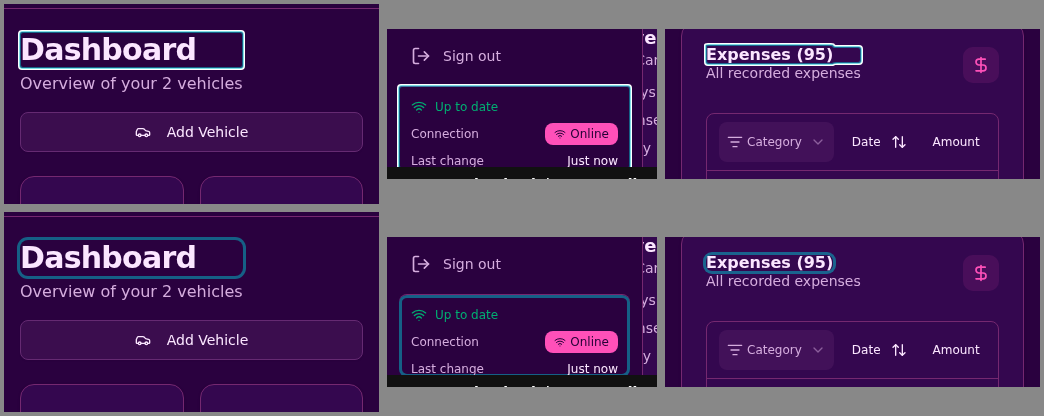 Dashboard
Overview of your 2 vehicles
Add Vehicle
Sign out
Up to date
Connection
Online
Last change
Just now
Expenses (95)
All recorded expenses
$
Category
Date
Amount
Dashboard
Overview of your 2 vehicles
Add Vehicle
Sign out
Up to date
Connection
Online
Last change
Just now
Expenses (95)
All recorded expenses
$
Category
Date
Amount